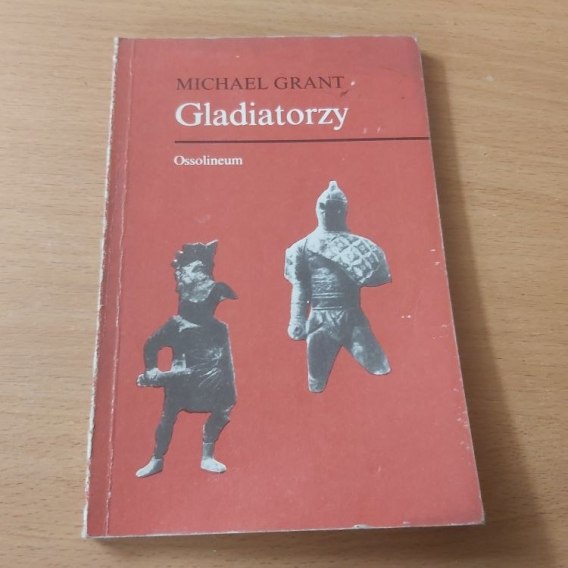 MICHAEL GRANT
Gladiatorzy
Ossolineum